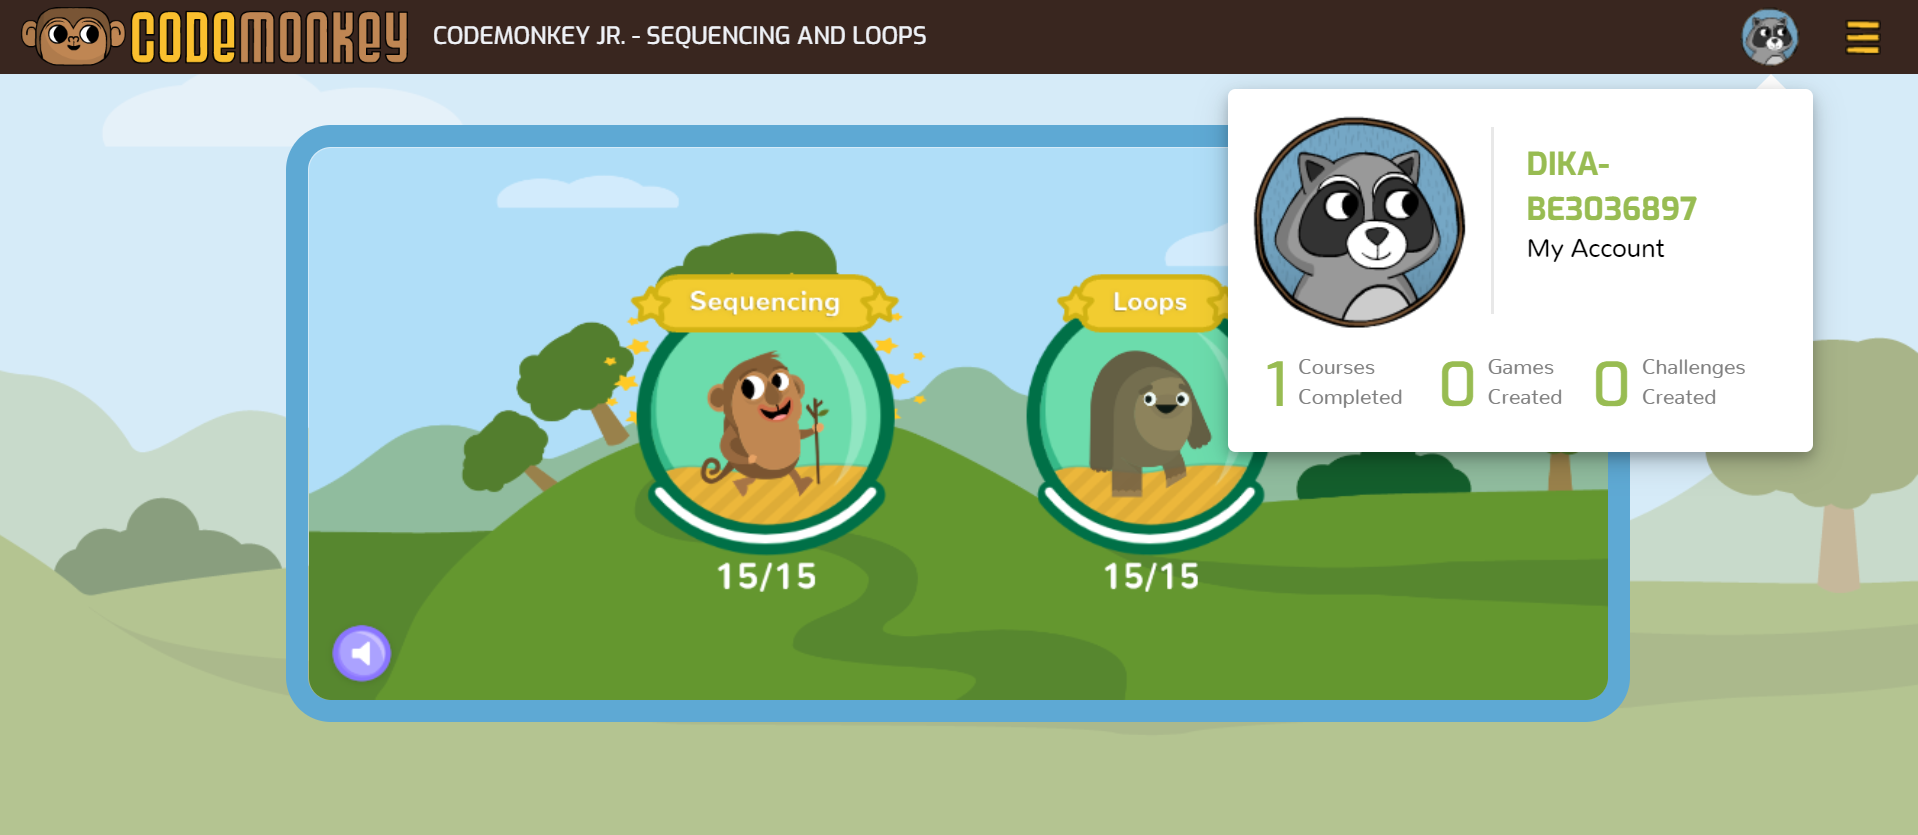 CODEMONKEY
CODEMONKEY JR. - SEQUENCING AND LOOPS
DIKA-
BE3036897
My Account
1 Courses Completed
0 Games Created
0 Challenges Created
Sequencing
Loops
15/15
15/15